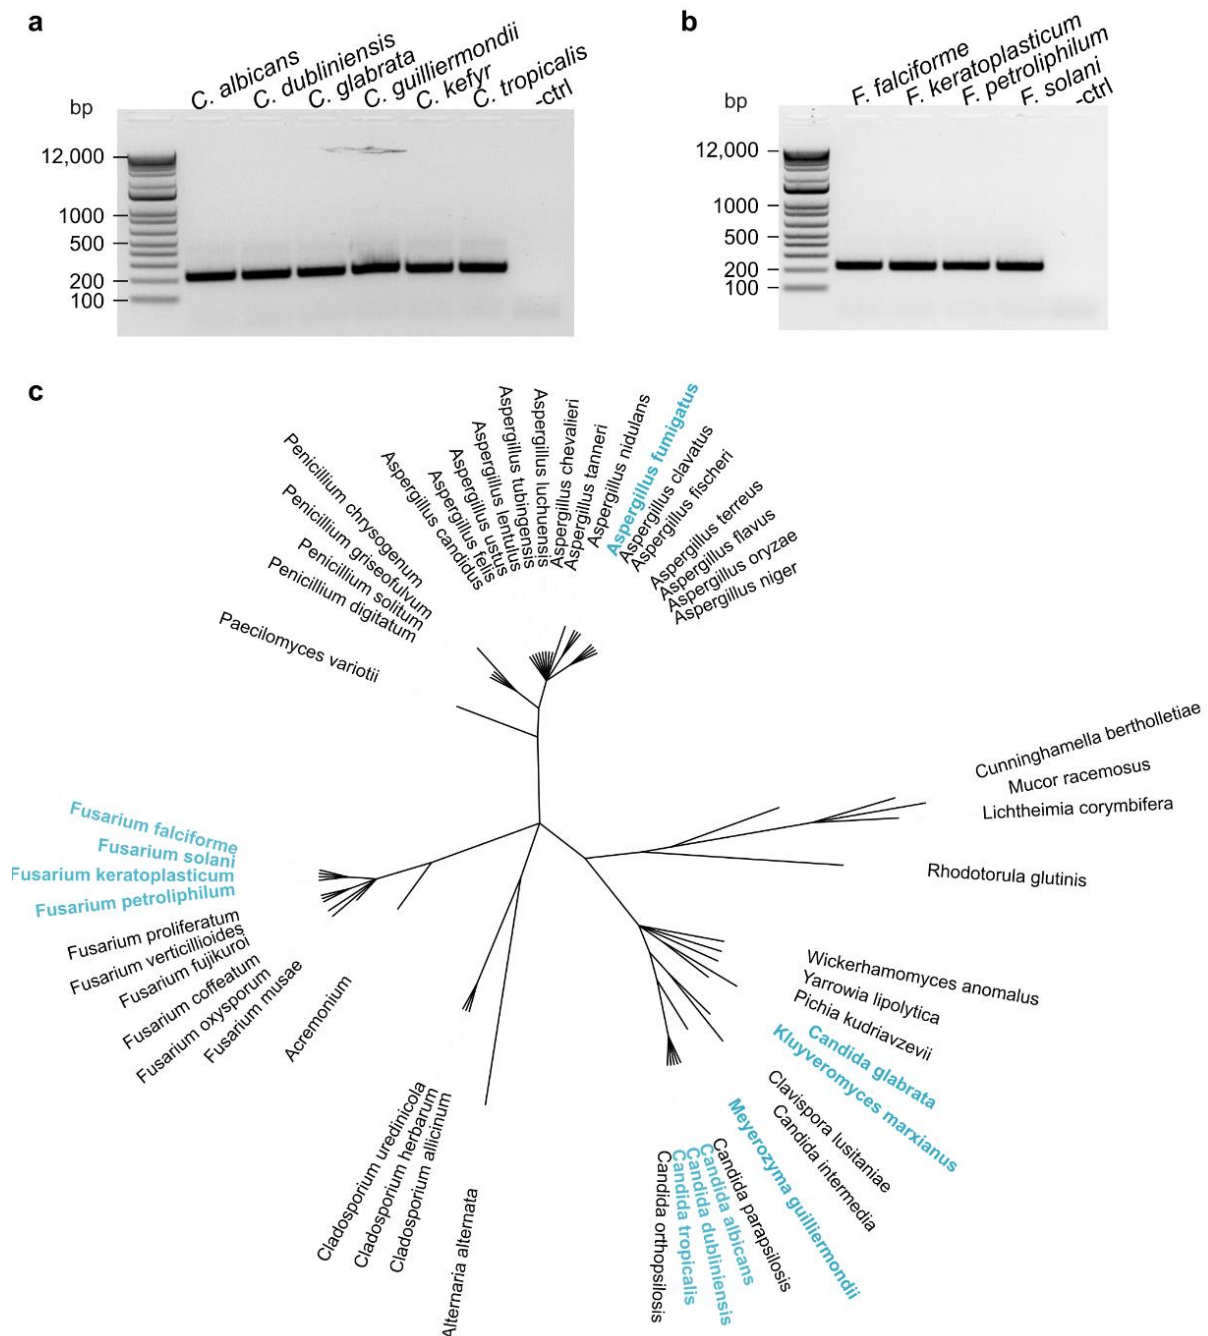 a
C. albicans
C. dubliniensis
C. glabrata
C. guilliermondii
C. kefyr
C. tropicalis
-ctrl
bp
12,000
1000
500
200
100
b
F. falciforme
F. keratoplasticum
F. petroliphilum
F. solani
-ctrl
bp
12,000
1000
500
200
100
c
Penicillium chrysogenum
Penicillium griseofulvum
Penicillium solitum
Penicillium digitatum
Paecilomyces variotii
Aspergillus candidus
Aspergillus felis
Aspergillus ustus
Aspergillus lentulus
Aspergillus tubingensis
Aspergillus luchuensis
Aspergillus chevalieri
Aspergillus tanneri
Aspergillus nidulans
Aspergillus fumigatus
Aspergillus clavatus
Aspergillus fischeri
Aspergillus terreus
Aspergillus flavus
Aspergillus oryzae
Aspergillus niger
Cunninghamella bertholletiae
Mucor racemosus
Lichtheimia corymbifera
Rhodotorula glutinis
Wickerhamomyces anomalus
Yarrowia lipolytica
Pichia kudriavzevii
Candida glabrata
Kluyveromyces marxianus
Clavispora lusitaniae
Candida intermedia
Meyerozyma guilliermondii
Candida parapsilosis
Candida albicans
Candida dubliniensis
Candida tropicalis
Candida orthopsilosis
Alternaria alternata
Cladosporium allicinum
Cladosporium herbarum
Cladosporium uredinicola
Acremonium
Fusarium musae
Fusarium oxysporum
Fusarium coffeatum
Fusarium fujikuroi
Fusarium verticillioides
Fusarium proliferatum
Fusarium petroliphilum
Fusarium keratoplasticum
Fusarium solani
Fusarium falciforme